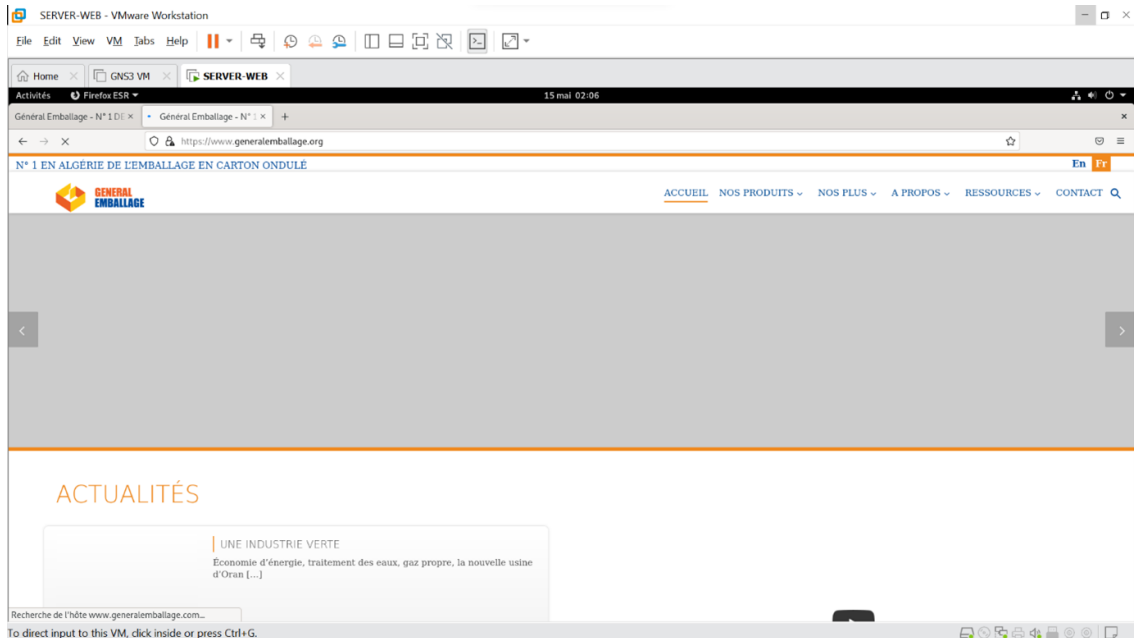 SERVER-WEB - VMware Workstation
File Edit View VM Tabs Help
Home GNS3 VM SERVER-WEB
Activités Firefox ESR 15 mai 02:06
Général Emballage - N° 1 DE Général Emballage - N° 1
https://www.generalemballage.org
N° 1 EN ALGÉRIE DE L'EMBALLAGE EN CARTON ONDULÉ En Fr
GENERAL
EMBALLAGE
ACCUEIL NOS PRODUITS NOS PLUS A PROPOS RESSOURCES CONTACT
ACTUALITÉS
UNE INDUSTRIE VERTE
Économie d'énergie, traitement des eaux, gaz propre, la nouvelle usine
d'Oran [...]
Recherche de l'hôte www.generalemballage.com...
To direct input to this VM, click inside or press Ctrl+G.